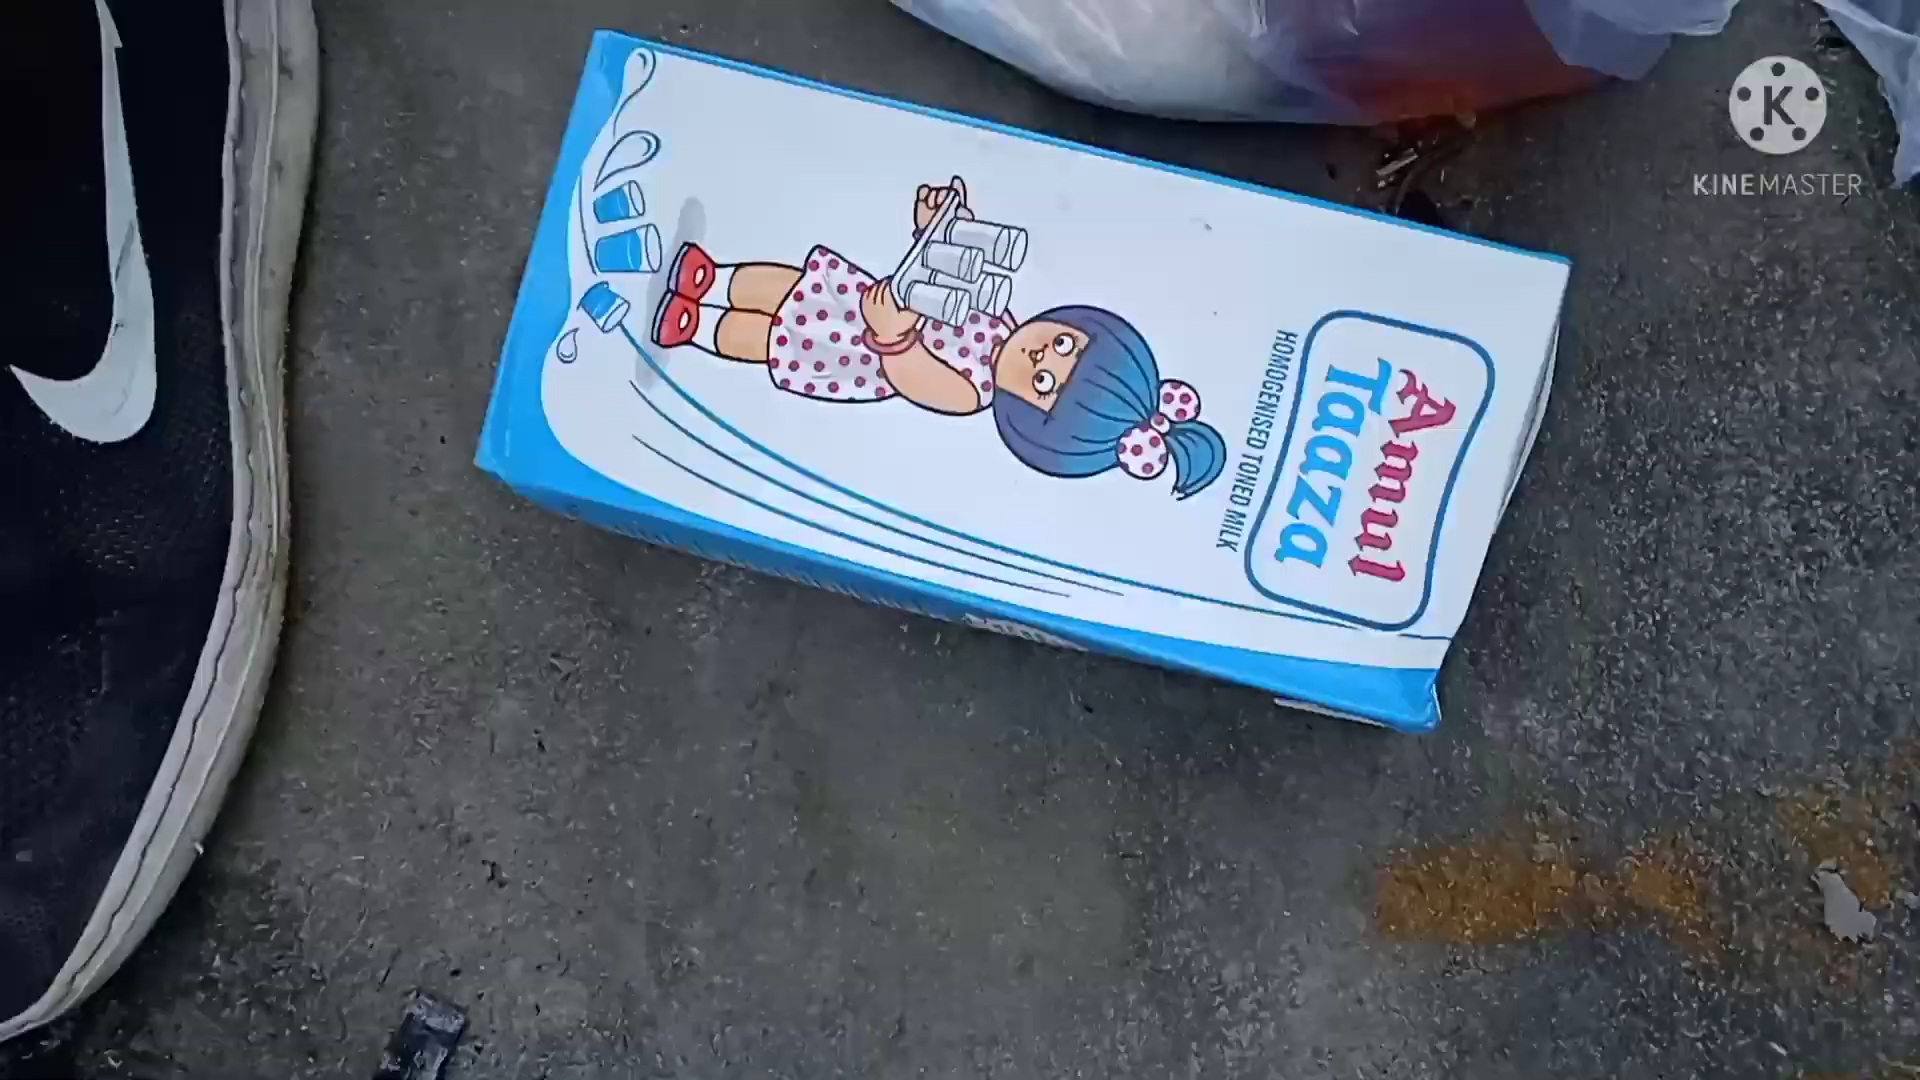 Amul
Taaza
HOMOGENISED TONED MILK
K
KINEMASTER